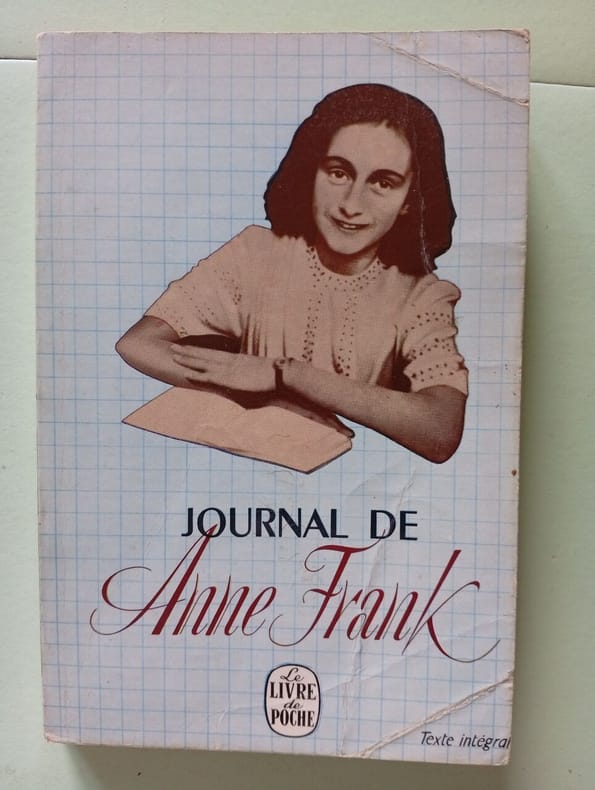 JOURNAL DE
Anne Frank
Le
LIVRE
de
POCHE
Texte intégral